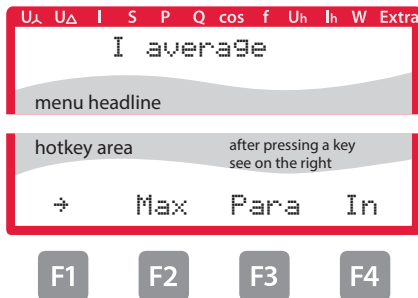 U⅄ U∆ I S P Q cos f Uh Ih W Extra
I average
menu headline
hotkey area
after pressing a key
see on the right
→ Max Para In
F1 F2 F3 F4